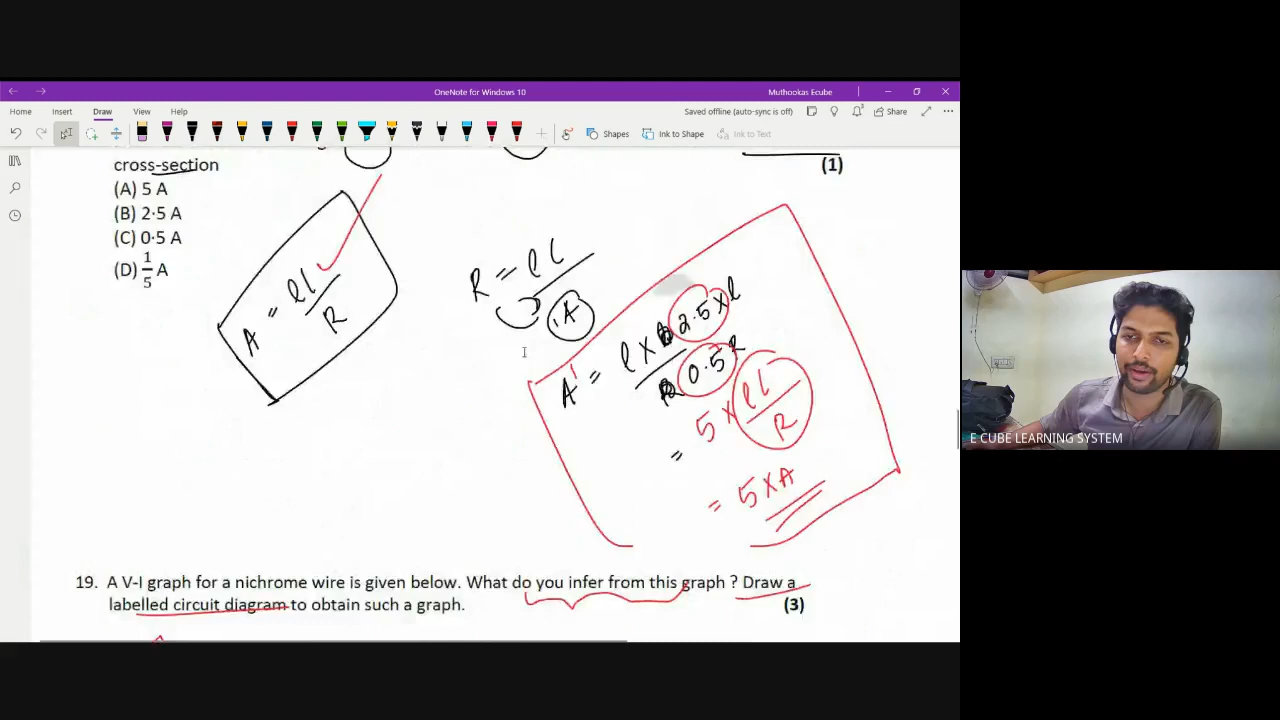 OneNote for Windows 10
Muthookas Ecube
Home Insert Draw View Help
Saved offline (auto-sync is off)
Share
Shapes
Ink to Shape
Ink to Text
cross-section
(1)
(A) 5 A
(B) 2·5 A
(C) 0·5 A
(D) 1/5 A
A = ρL/R
R = ρL/A
A' = ρ × 2.5 × l / 0.5 R
= 5 × ρL/R
= 5 × A
E CUBE LEARNING SYSTEM
19. A V-I graph for a nichrome wire is given below. What do you infer from this graph ? Draw a
labelled circuit diagram to obtain such a graph.
(3)